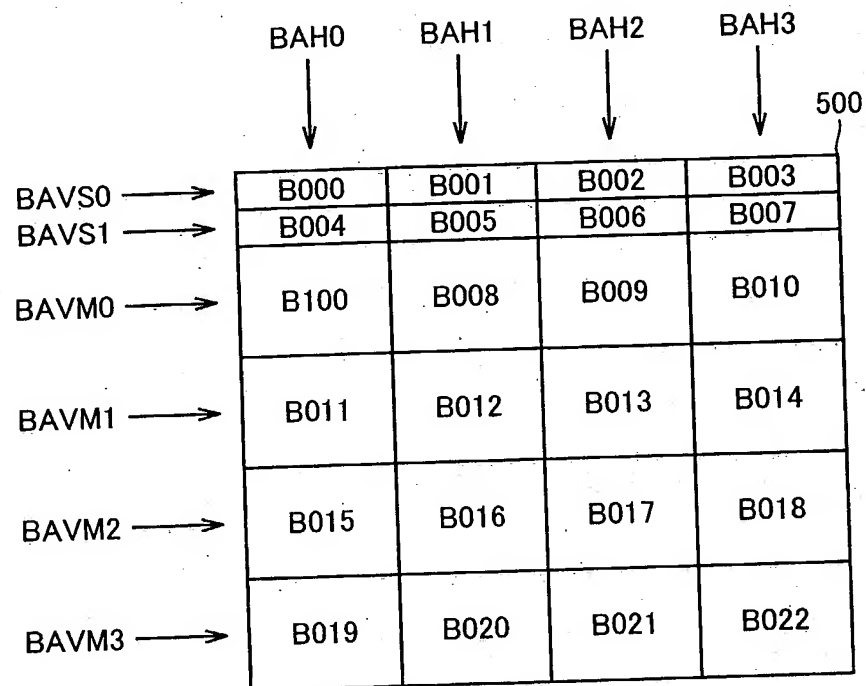 BAH0 BAH1 BAH2 BAH3
500
BAVS0 B000 B001 B002 B003
BAVS1 B004 B005 B006 B007
BAVM0 B100 B008 B009 B010
BAVM1 B011 B012 B013 B014
BAVM2 B015 B016 B017 B018
BAVM3 B019 B020 B021 B022